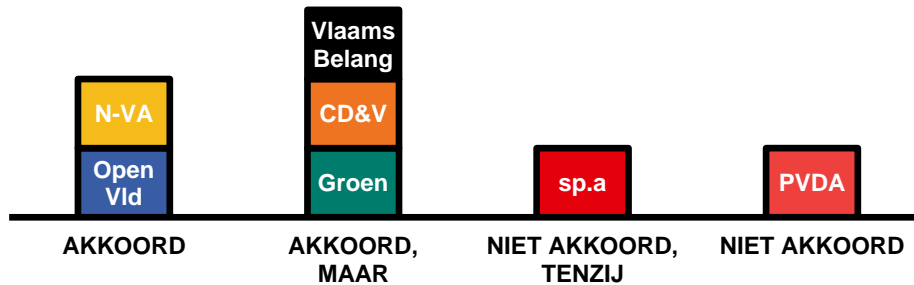 Vlaams
Belang
N-VA
CD&V
Open
Vld
Groen
sp.a
PVDA
AKKOORD
AKKOORD,
MAAR
NIET AKKOORD,
TENZIJ
NIET AKKOORD